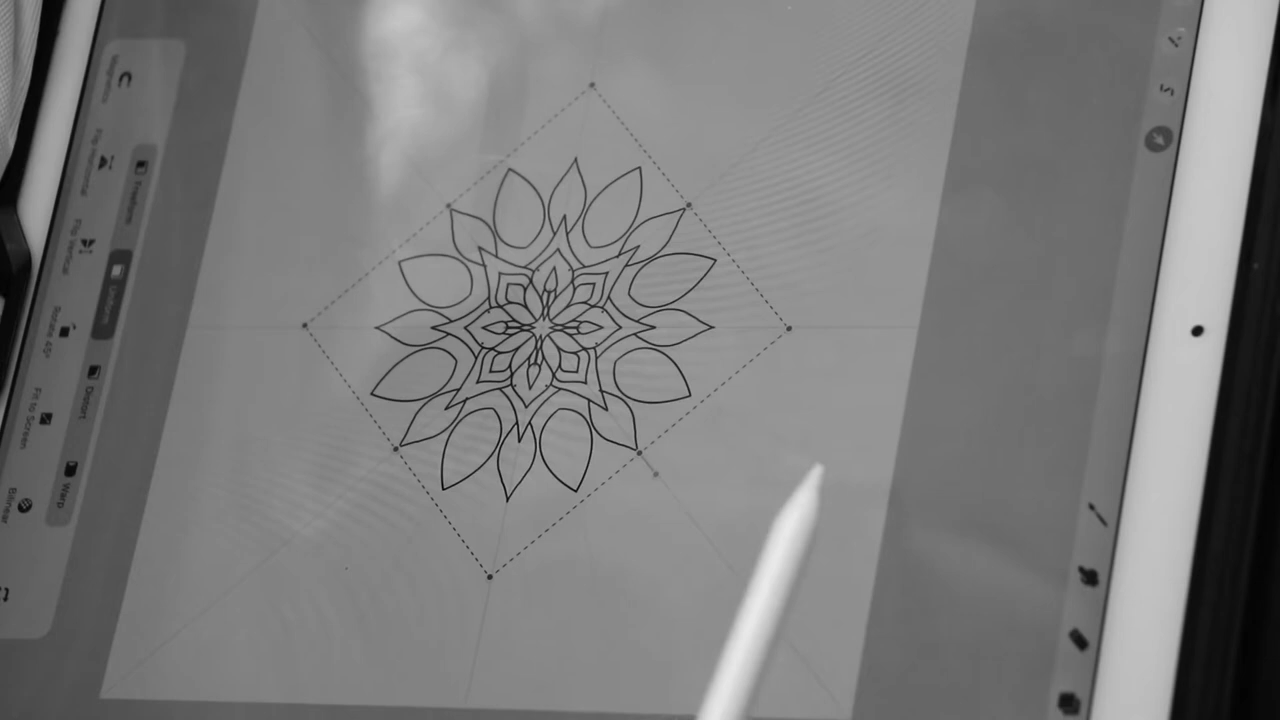 Freeform
Uniform
Distort
Warp
Magnetics
Flip Horizontal
Flip Vertical
Rotate 45°
Fit to Screen
Bilinear